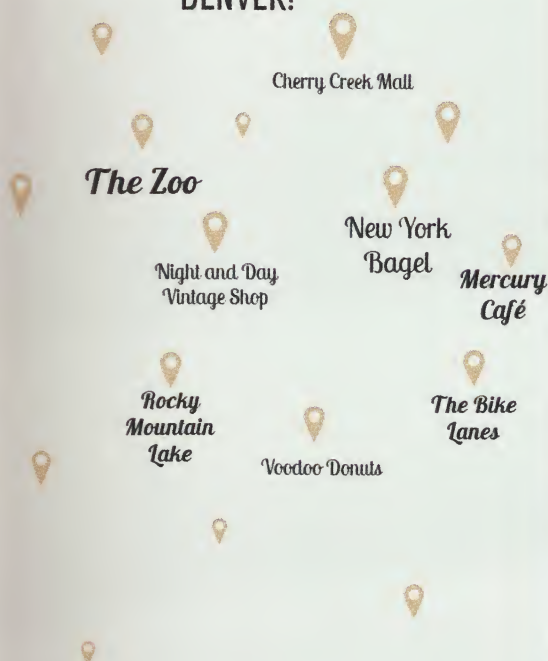 DENVER!
Cherry Creek Mall
The Zoo
New York
Bagel
Night and Day
Vintage Shop
Mercury
Café
Rocky
Mountain
Lake
The Bike
Lanes
Voodoo Donuts